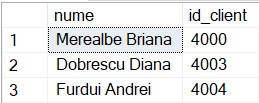 nume id_client
1 Merealbe Briana 4000
2 Dobrescu Diana 4003
3 Furdui Andrei 4004